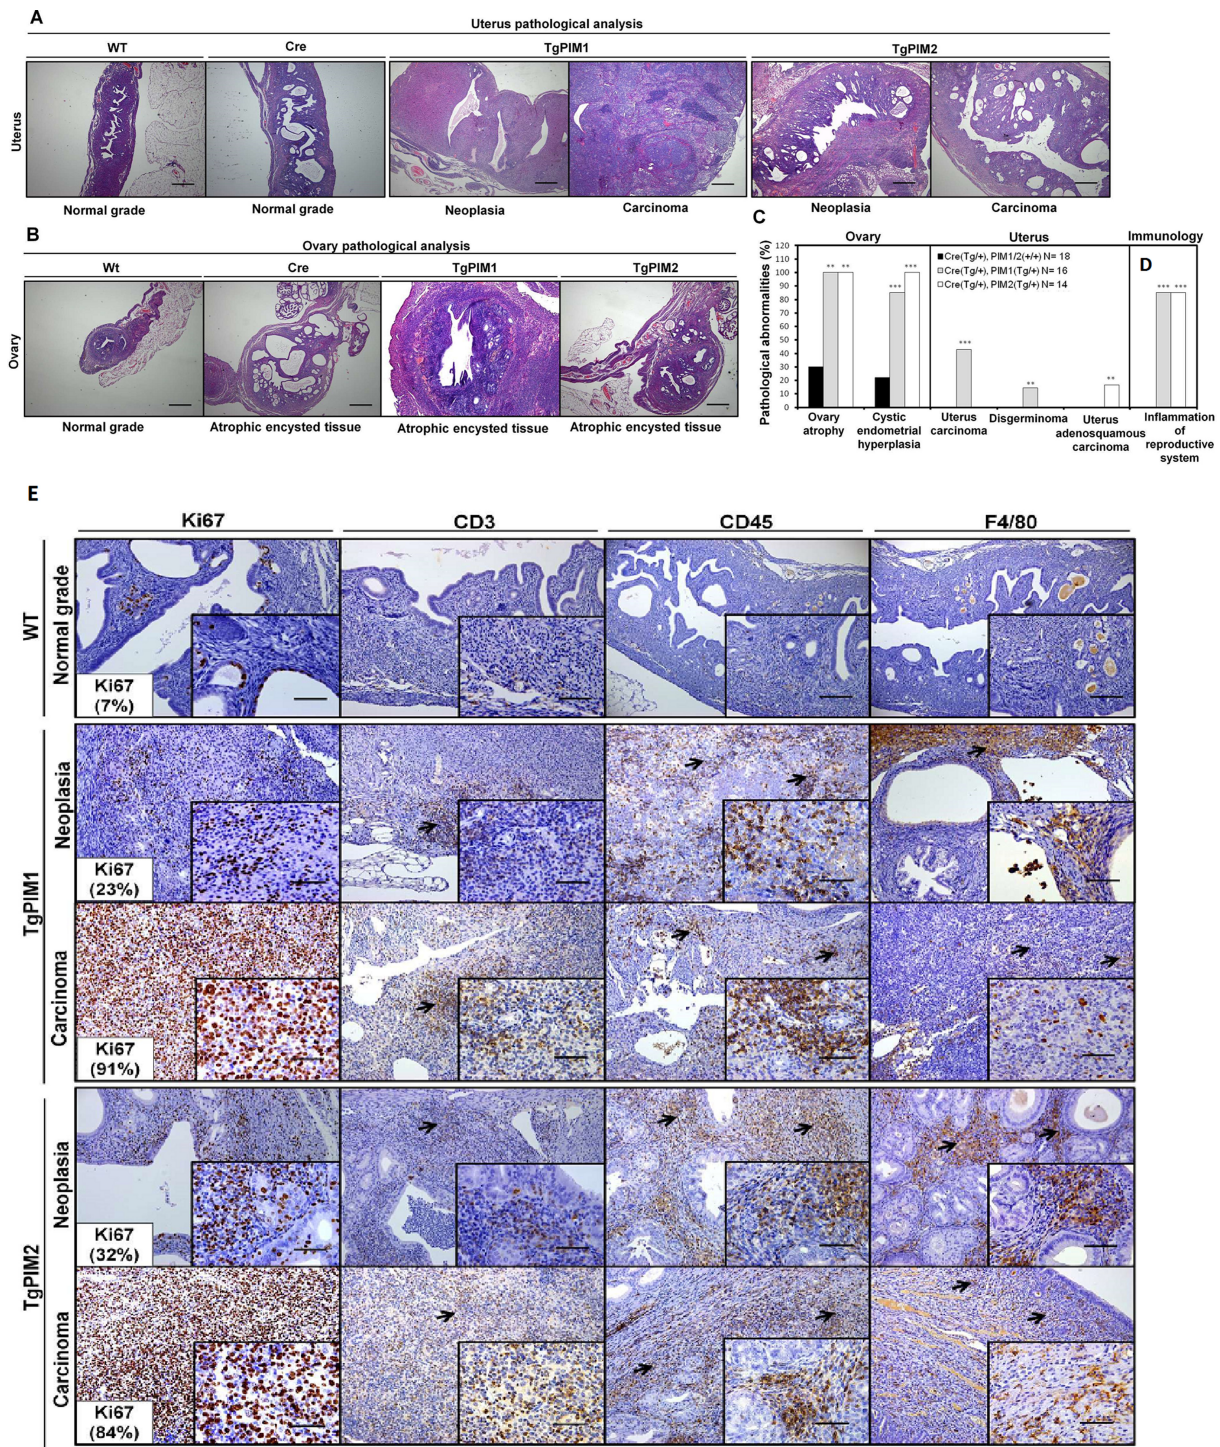 A
Uterus pathological analysis
WT
Cre
TgPIM1
TgPIM2
Uterus
Normal grade
Normal grade
Neoplasia
Carcinoma
Neoplasia
Carcinoma
B
Ovary pathological analysis
Wt
Cre
TgPIM1
TgPIM2
Ovary
Normal grade
Atrophic encysted tissue
Atrophic encysted tissue
Atrophic encysted tissue
C
Ovary
Uterus
Immunology
D
Pathological abnormalities (%)
120
110
100
90
80
70
60
50
40
30
20
10
0
Cre(Tg/+), PIM1/2(+/+) N= 18
Cre(Tg/+), PIM1(Tg/+) N= 16
Cre(Tg/+), PIM2(Tg/+) N= 14
** **
*** ***
***
**
**
*** ***
Ovary
atrophy
Cystic
endometrial
hyperplasia
Uterus
carcinoma
Disgerminoma
Uterus
adenosquamous
carcinoma
Inflammation
of
reproductive
system
E
Ki67
CD3
CD45
F4/80
WT
Normal grade
Ki67
(7%)
TgPIM1
Neoplasia
Ki67
(23%)
Carcinoma
Ki67
(91%)
TgPIM2
Neoplasia
Ki67
(32%)
Carcinoma
Ki67
(84%)